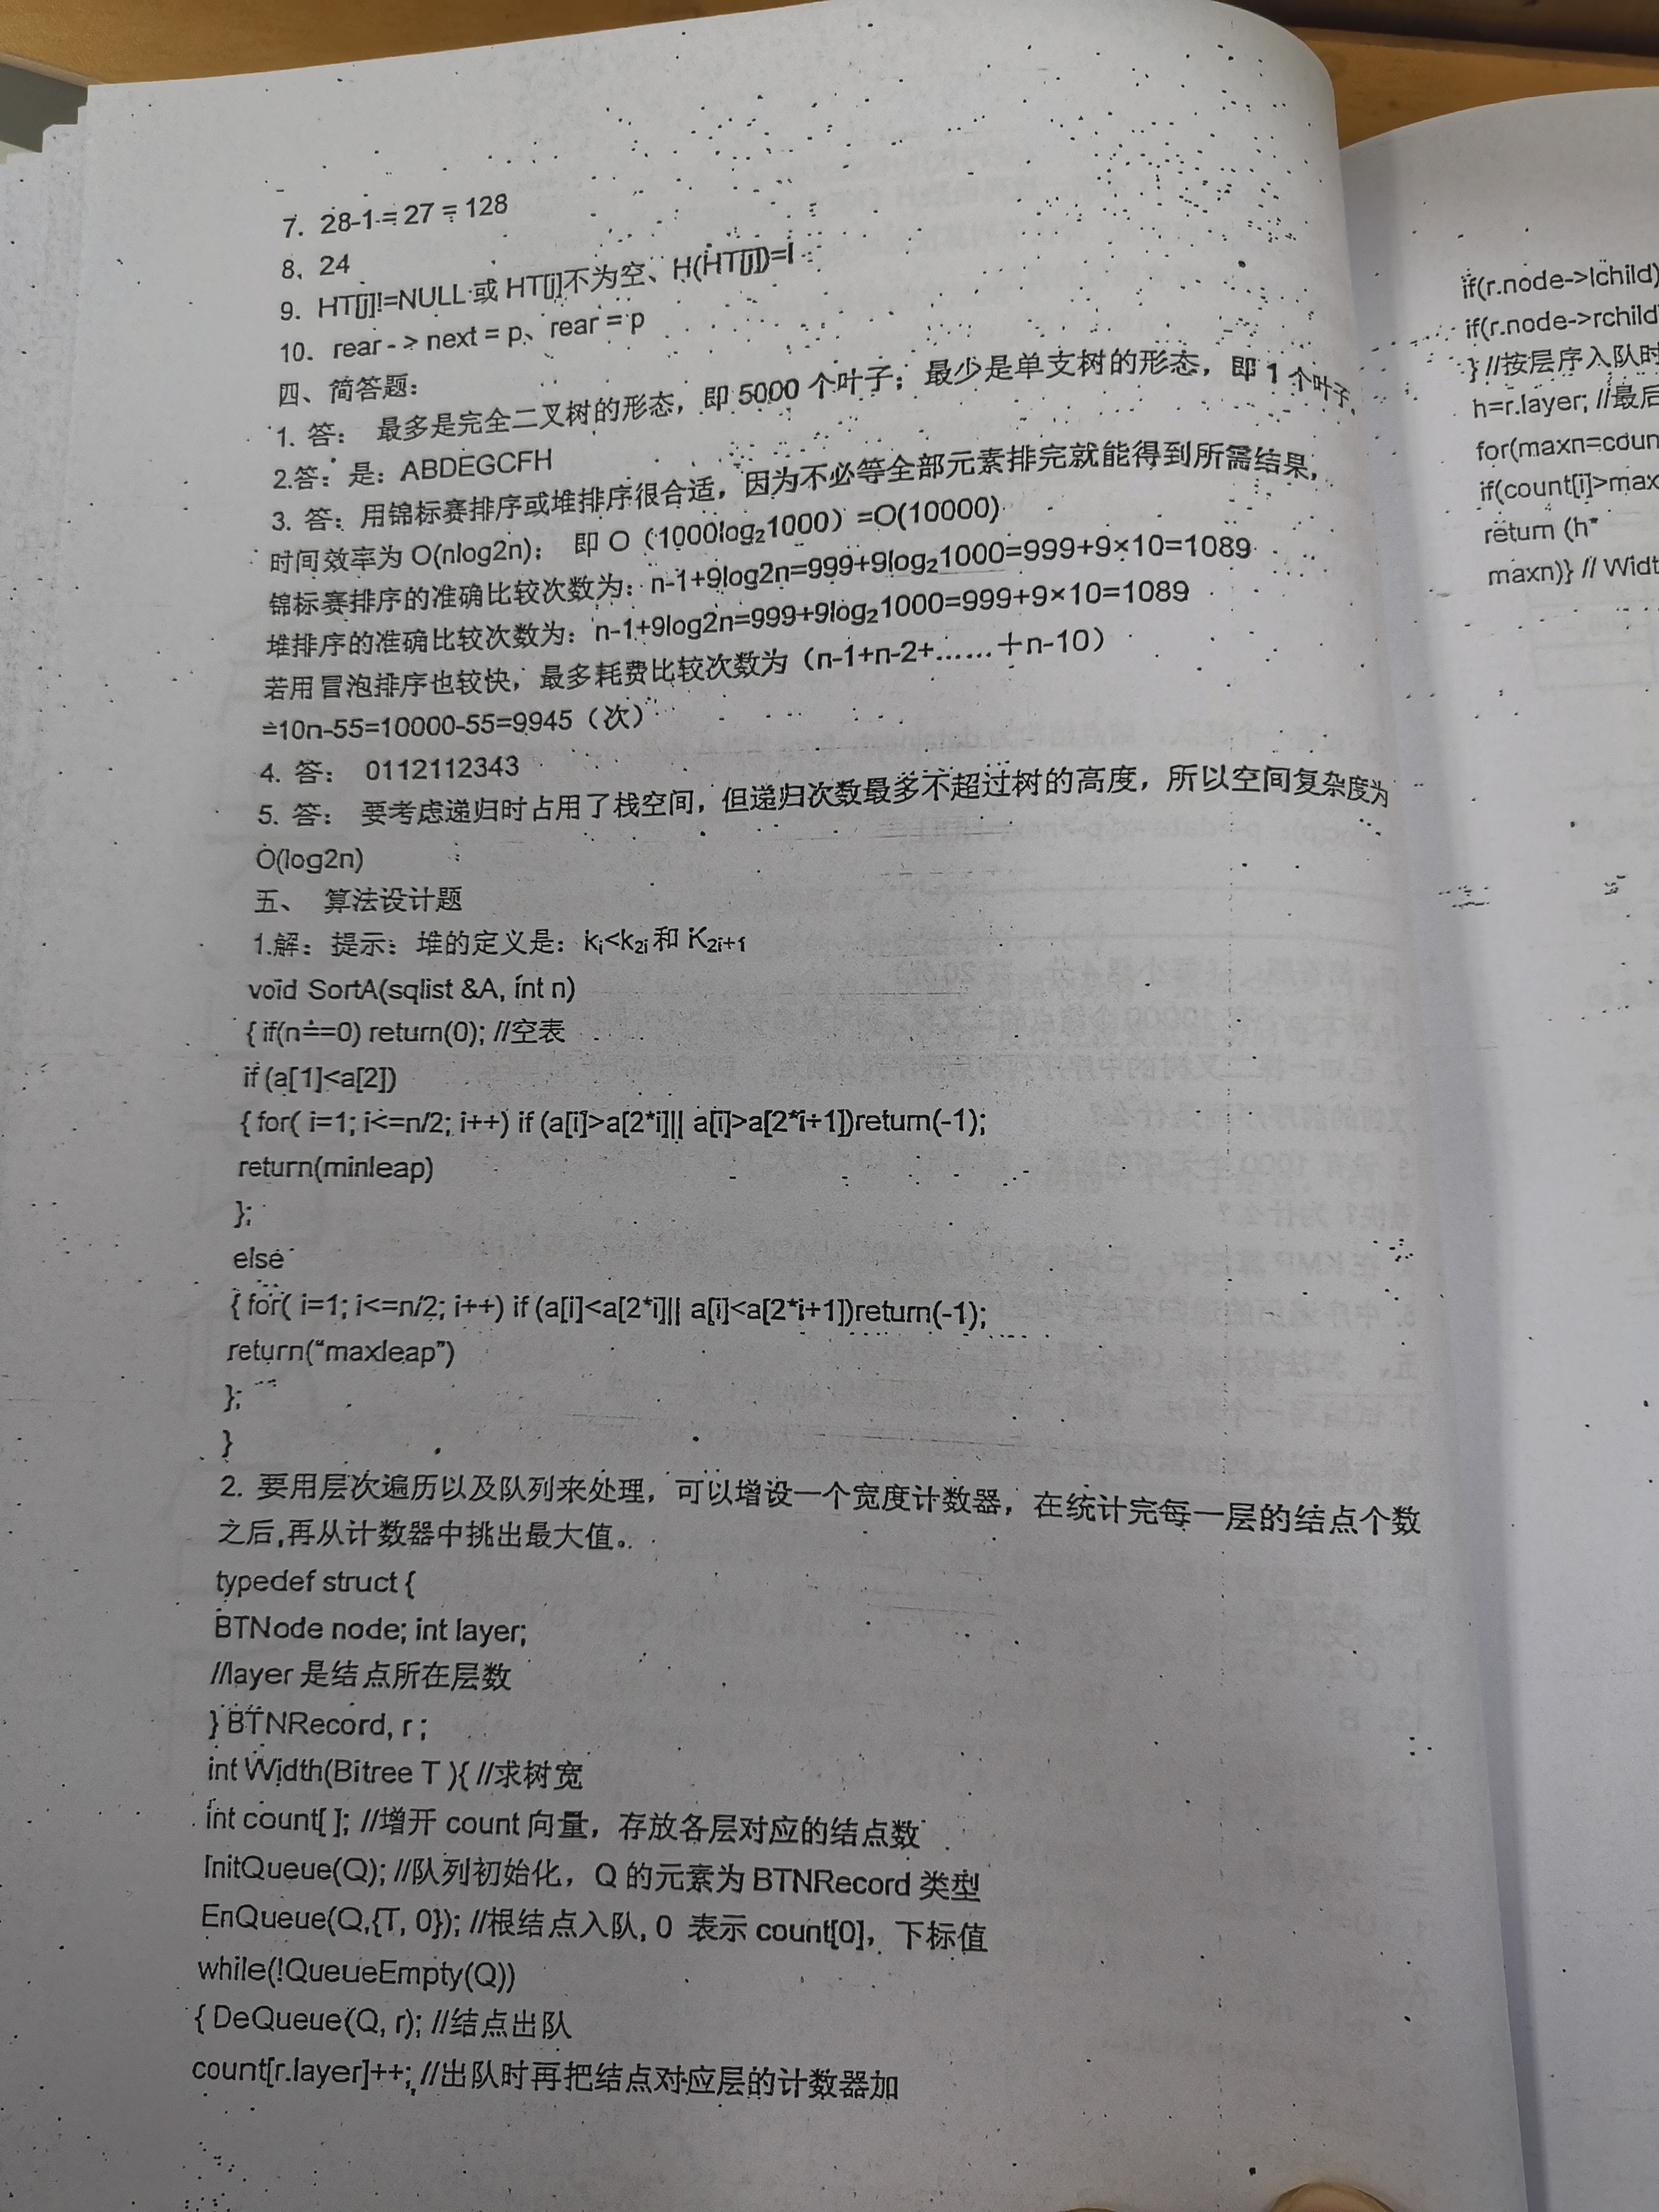 7. 28-1 = 27 = 128
8、24
9. HT[j]!=NULL 或 HT[j]不为空、H(HT[j])=I
10. rear - > next = p、rear = p
四、简答题：
1. 答： 最多是完全二叉树的形态，即 5000 个叶子；最少是单支树的形态，即 1 个叶子.
2.答：是：ABDEGCFH
3. 答：用锦标赛排序或堆排序很合适，因为不必等全部元素排完就能得到所需结果，
时间效率为 O(nlog2n)； 即 O（1000log₂1000）=O(10000)
锦标赛排序的准确比较次数为：n-1+9log2n=999+9log₂1000=999+9×10=1089
堆排序的准确比较次数为：n-1+9log2n=999+9log₂1000=999+9×10=1089
若用冒泡排序也较快，最多耗费比较次数为（n-1+n-2+……＋n-10）
=10n-55=10000-55=9945（次）
4. 答： 0112112343
5. 答： 要考虑递归时占用了栈空间，但递归次数最多不超过树的高度，所以空间复杂度为
O(log2n)
五、 算法设计题
1.解：提示：堆的定义是：kᵢ<k₂ᵢ 和 K₂ᵢ₊₁
void SortA(sqlist &A, int n)
{ if(n==0) return(0); //空表
if (a[1]<a[2])
{ for( i=1; i<=n/2; i++) if (a[i]>a[2*i]|| a[i]>a[2*i+1])return(-1);
return(minleap)
};
else
{ for( i=1; i<=n/2; i++) if (a[i]<a[2*i]|| a[i]<a[2*i+1])return(-1);
return(“maxleap”)
};
}
2. 要用层次遍历以及队列来处理，可以增设一个宽度计数器，在统计完每一层的结点个数
之后,再从计数器中挑出最大值。
typedef struct {
BTNode node; int layer;
//layer 是结点所在层数
} BTNRecord, r ;
int Width(Bitree T ){ //求树宽
int count[ ]; //增开 count 向量，存放各层对应的结点数
InitQueue(Q); //队列初始化，Q 的元素为 BTNRecord 类型
EnQueue(Q,{T, 0}); //根结点入队, 0 表示 count[0]，下标值
while(!QueueEmpty(Q))
{ DeQueue(Q, r); //结点出队
count[r.layer]++; //出队时再把结点对应层的计数器加
if(r.node->lchild)
if(r.node->rchild
} //按层序入队时
h=r.layer; //最后
for(maxn=coun
if(count[i]>max
return (h*
maxn)} // Widt